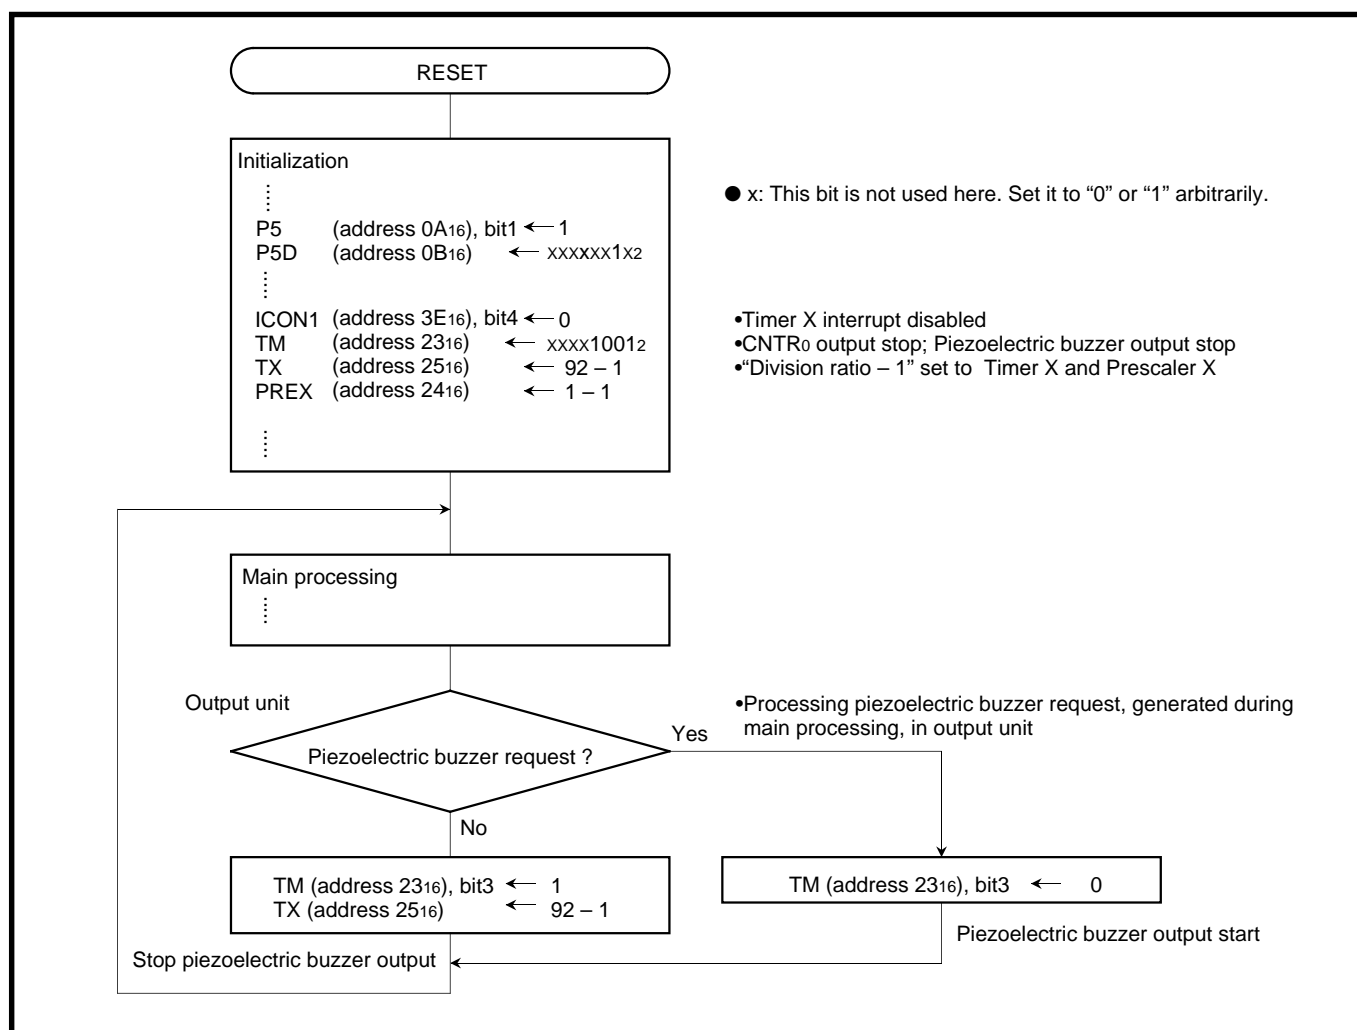 RESET
Initialization
● x: This bit is not used here. Set it to “0” or “1” arbitrarily.
P5 (address 0A16), bit1 ← 1
P5D (address 0B16) ← XXXXXX1X2
ICON1 (address 3E16), bit4 ← 0
TM (address 2316) ← XXXX10012
TX (address 2516) ← 92 – 1
PREX (address 2416) ← 1 – 1
•Timer X interrupt disabled
•CNTR0 output stop; Piezoelectric buzzer output stop
•“Division ratio – 1” set to Timer X and Prescaler X
Main processing
Output unit
•Processing piezoelectric buzzer request, generated during
main processing, in output unit
Yes
Piezoelectric buzzer request ?
No
TM (address 2316), bit3 ← 1
TX (address 2516) ← 92 – 1
TM (address 2316), bit3 ← 0
Piezoelectric buzzer output start
Stop piezoelectric buzzer output